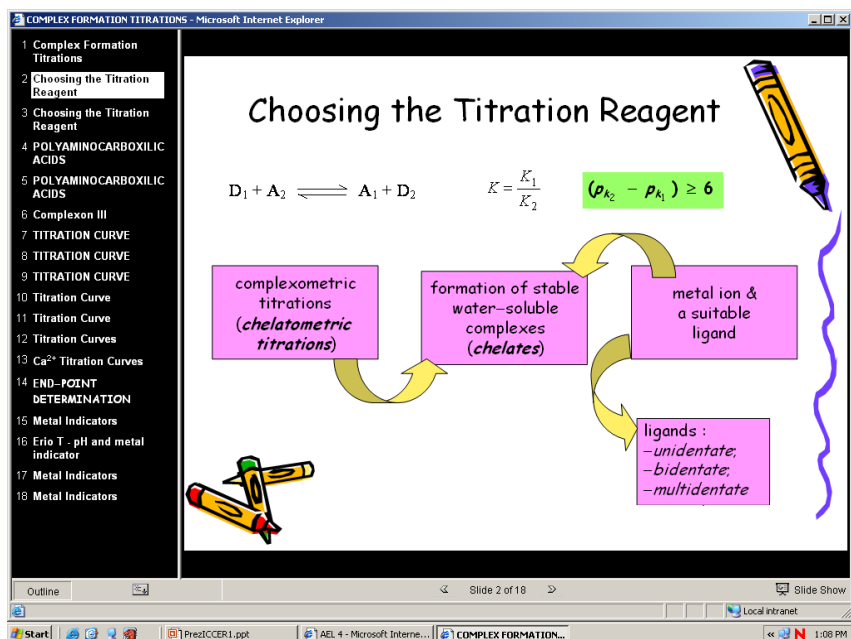 COMPLEX FORMATION TITRATIONS - Microsoft Internet Explorer
1 Complex Formation
Titrations
2 Choosing the Titration
Reagent
3 Choosing the Titration
Reagent
4 POLYAMINOCARBOXILIC
ACIDS
5 POLYAMINOCARBOXILIC
ACIDS
6 Complexon III
7 TITRATION CURVE
8 TITRATION CURVE
9 TITRATION CURVE
10 Titration Curve
11 Titration Curve
12 Titration Curves
13 Ca²⁺ Titration Curves
14 END-POINT
DETERMINATION
15 Metal Indicators
16 Erio T - pH and metal
indicator
17 Metal Indicators
18 Metal Indicators
Choosing the Titration Reagent
D₁ + A₂ ⇌ A₁ + D₂
K = K₁/K₂
(p_k₂ − p_k₁) ≥ 6
complexometric
titrations
(chelatometric
titrations)
formation of stable
water-soluble
complexes
(chelates)
metal ion &
a suitable
ligand
ligands :
-unidentate;
-bidentate;
-multidentate
Outline
Slide 2 of 18
Slide Show
Local intranet
Start
PrezICCER1.ppt
AEL 4 - Microsoft Interne...
COMPLEX FORMATION...
1:08 PM